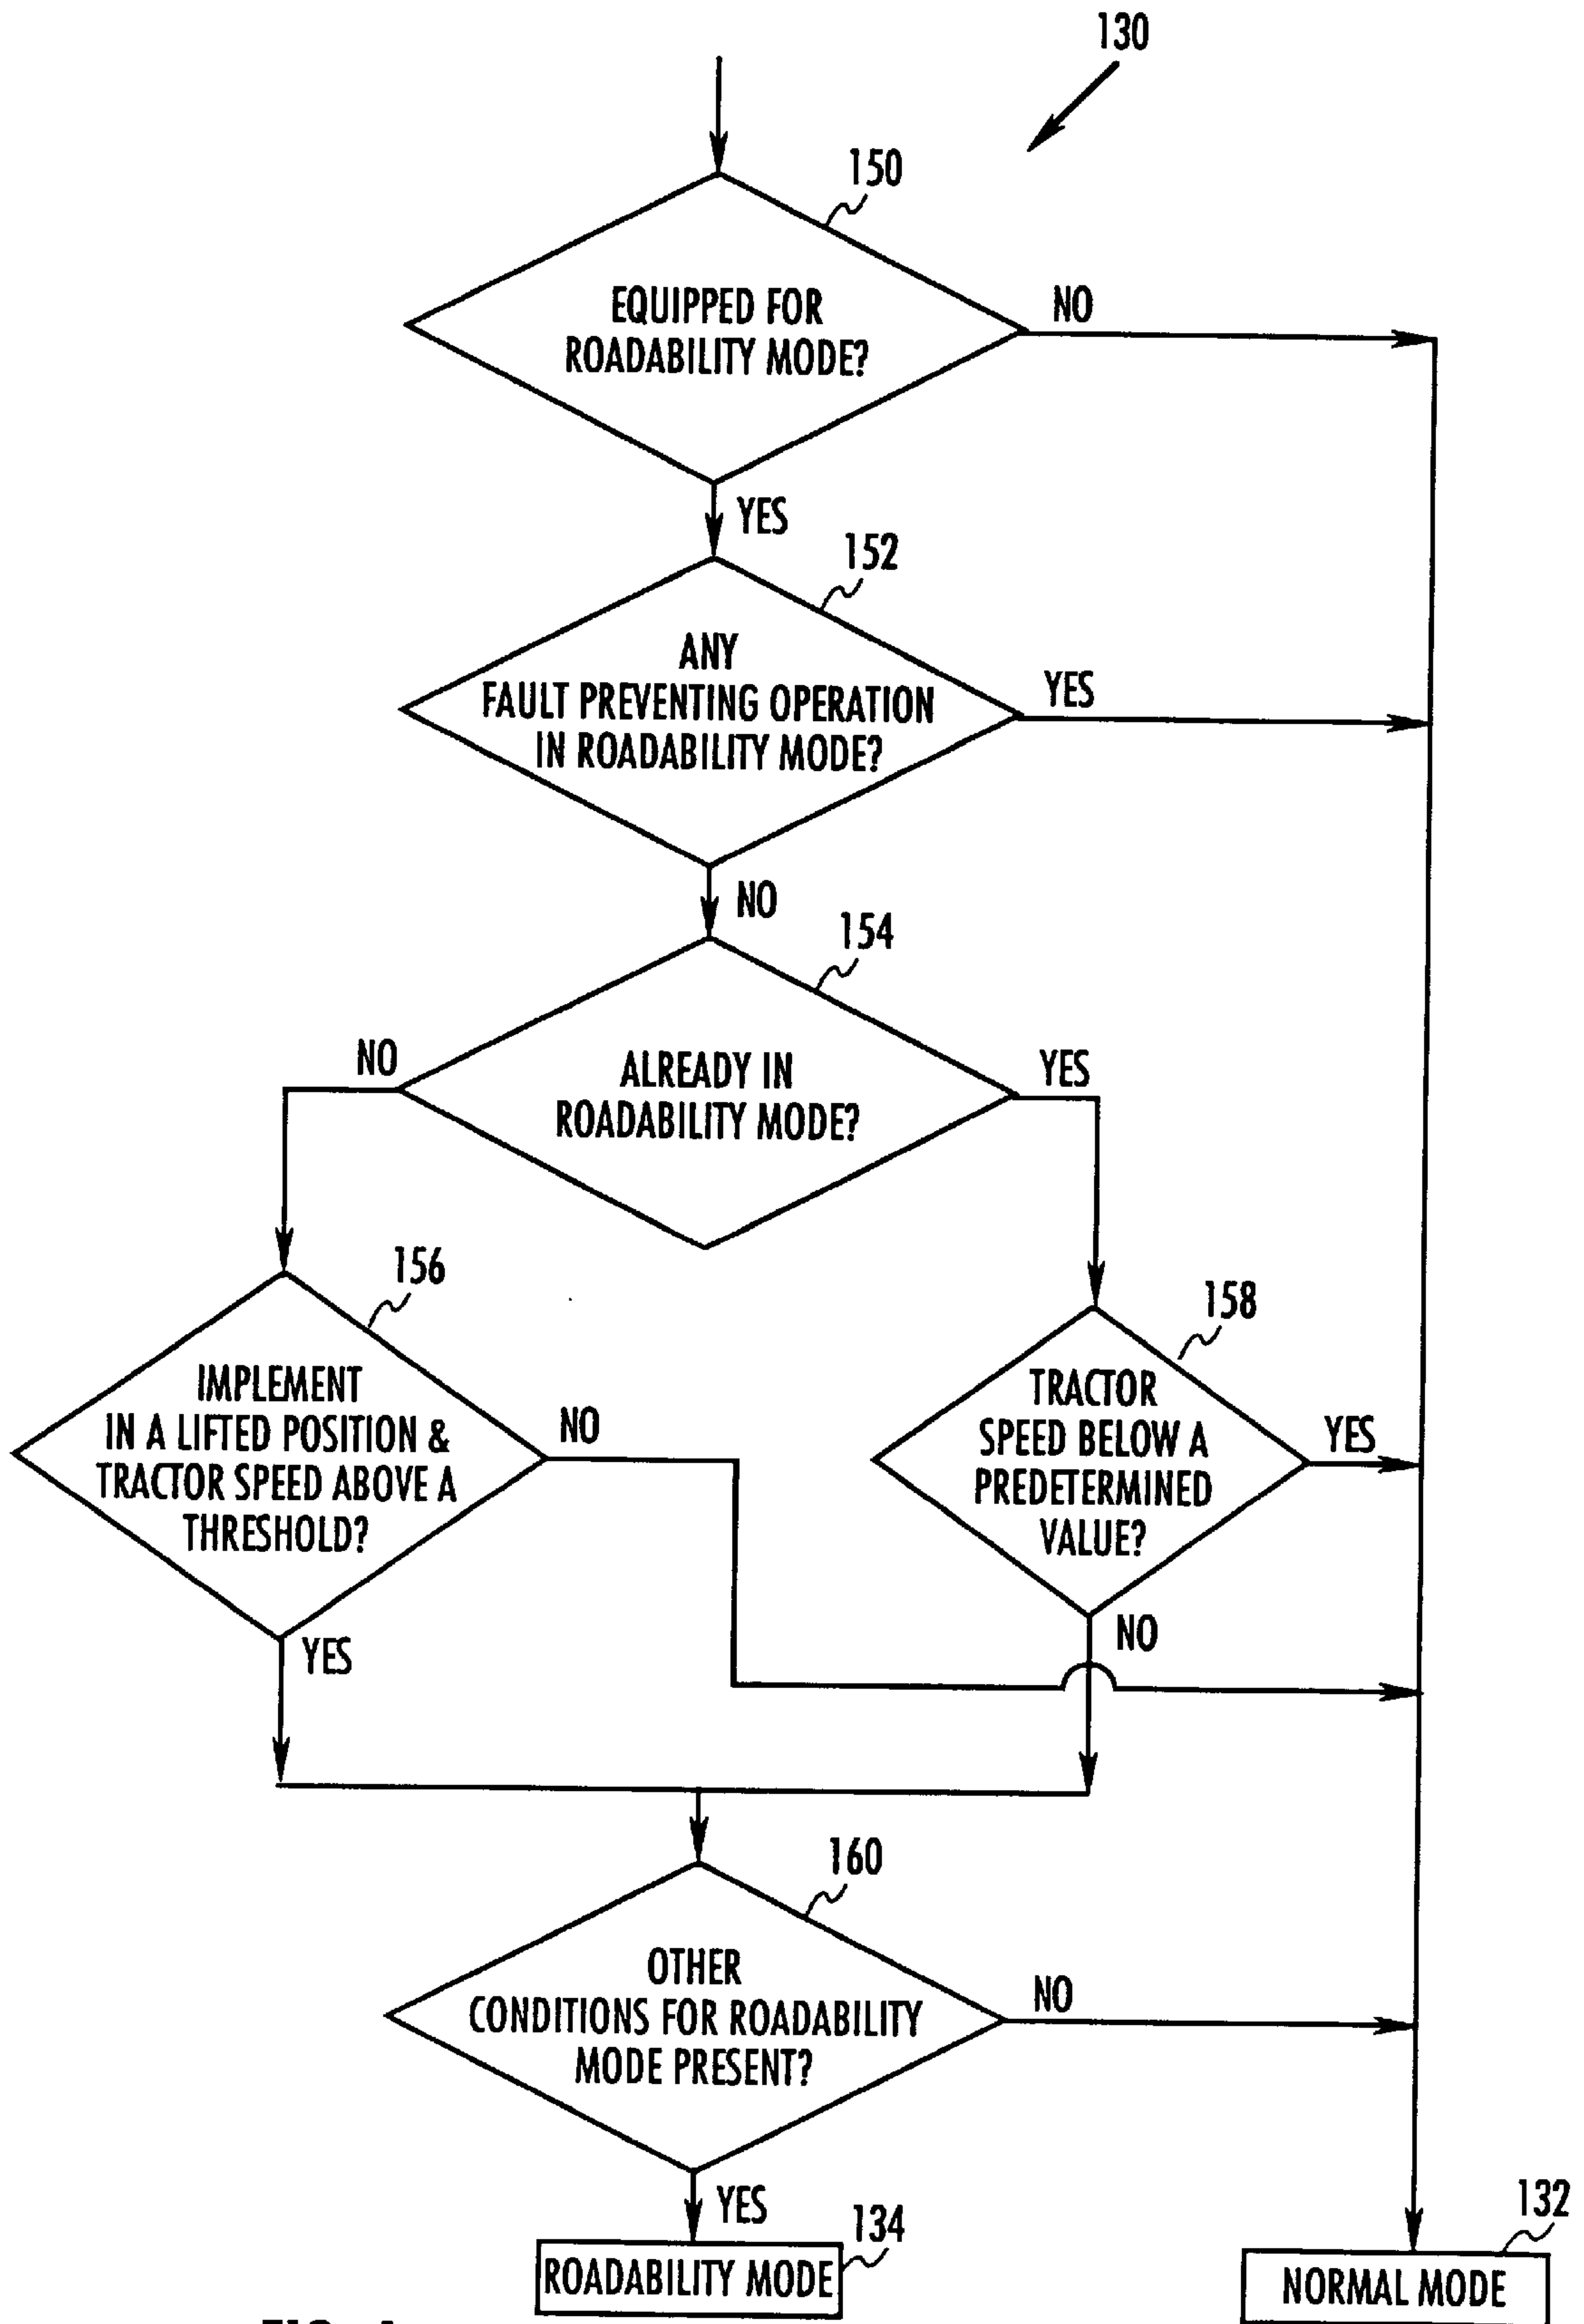 130
150
EQUIPPED FOR
ROADABILITY MODE?
NO
YES
152
ANY
FAULT PREVENTING OPERATION
IN ROADABILITY MODE?
YES
NO
154
ALREADY IN
ROADABILITY MODE?
NO
YES
156
IMPLEMENT
IN A LIFTED POSITION &
TRACTOR SPEED ABOVE A
THRESHOLD?
NO
YES
158
TRACTOR
SPEED BELOW A
PREDETERMINED
VALUE?
YES
NO
160
OTHER
CONDITIONS FOR ROADABILITY
MODE PRESENT?
NO
YES
134
ROADABILITY MODE
132
NORMAL MODE